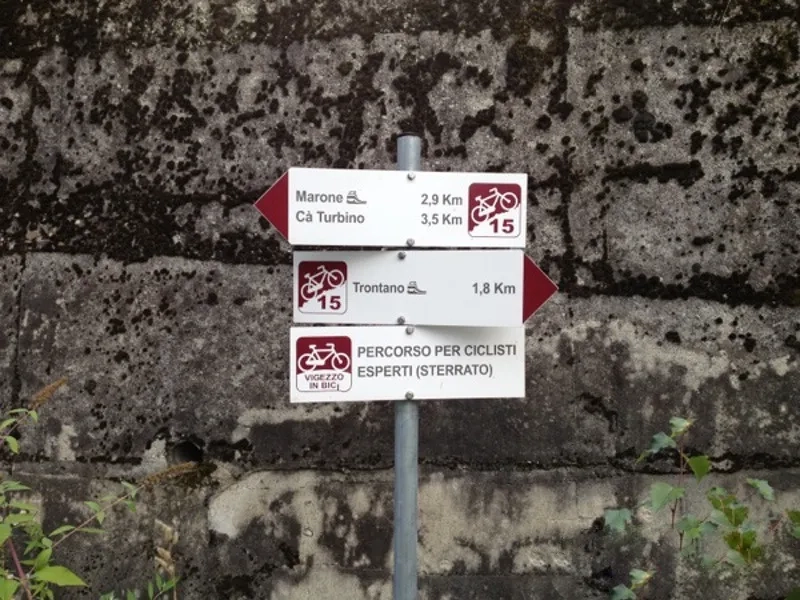 Marone 2,9 Km
Cà Turbino 3,5 Km
15
Trontano 1,8 Km
15
VIGEZZO
IN BICI
PERCORSO PER CICLISTI
ESPERTI (STERRATO)